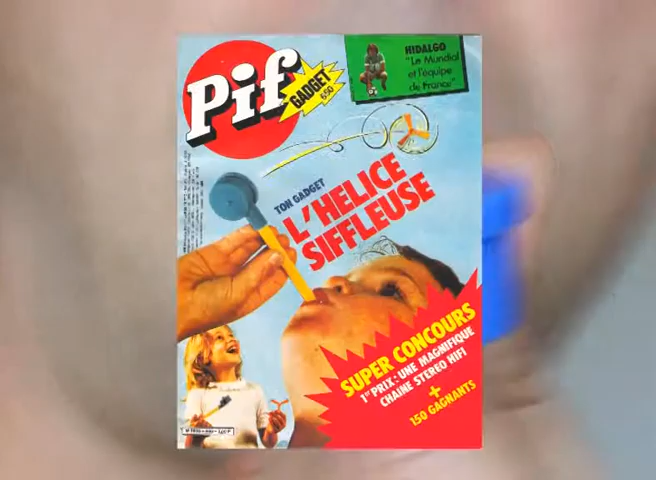 Pif
GADGET
650
HIDALGO
"Le Mundial
et l'équipe
de France"
TON GADGET
L'HELICE
SIFFLEUSE
SUPER CONCOURS
1er PRIX : UNE MAGNIFIQUE
CHAINE STEREO HIFI
+
150 GAGNANTS